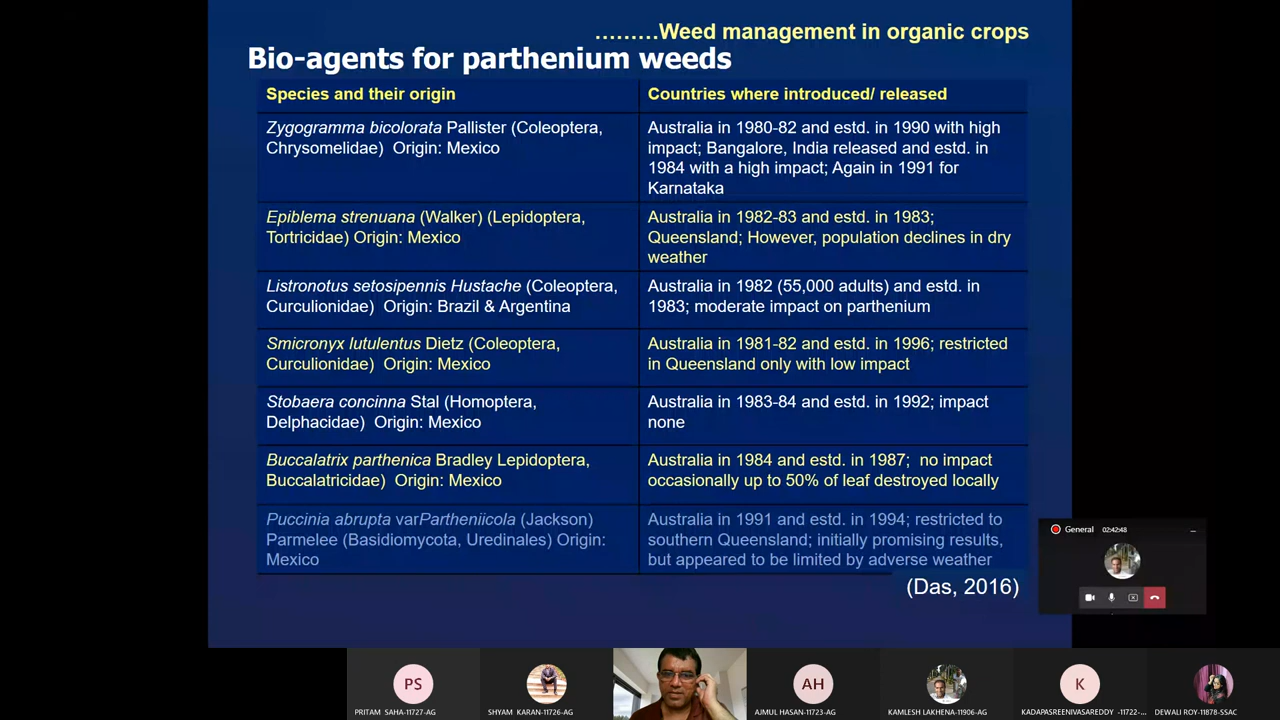 ………Weed management in organic crops
Bio-agents for parthenium weeds
Species and their origin
Countries where introduced/ released
Zygogramma bicolorata Pallister (Coleoptera,
Chrysomelidae) Origin: Mexico
Australia in 1980-82 and estd. in 1990 with high
impact; Bangalore, India released and estd. in
1984 with a high impact; Again in 1991 for
Karnataka
Epiblema strenuana (Walker) (Lepidoptera,
Tortricidae) Origin: Mexico
Australia in 1982-83 and estd. in 1983;
Queensland; However, population declines in dry
weather
Listronotus setosipennis Hustache (Coleoptera,
Curculionidae) Origin: Brazil & Argentina
Australia in 1982 (55,000 adults) and estd. in
1983; moderate impact on parthenium
Smicronyx lutulentus Dietz (Coleoptera,
Curculionidae) Origin: Mexico
Australia in 1981-82 and estd. in 1996; restricted
in Queensland only with low impact
Stobaera concinna Stal (Homoptera,
Delphacidae) Origin: Mexico
Australia in 1983-84 and estd. in 1992; impact
none
Buccalatrix parthenica Bradley Lepidoptera,
Buccalatricidae) Origin: Mexico
Australia in 1984 and estd. in 1987; no impact
occasionally up to 50% of leaf destroyed locally
Puccinia abrupta varPartheniicola (Jackson)
Parmelee (Basidiomycota, Uredinales) Origin:
Mexico
Australia in 1991 and estd. in 1994; restricted to
southern Queensland; initially promising results,
but appeared to be limited by adverse weather
(Das, 2016)
General 02:42:48
PS
AH
K
PRITAM SAHA-11727-AG
SHYAM KARAN-11726-AG
AJMUL HASAN-11723-AG
KAMLESH LAKHENA-11906-AG
KADAPASREENIVASAREDDY -11722-...
DEWALI ROY-11878-SSAC